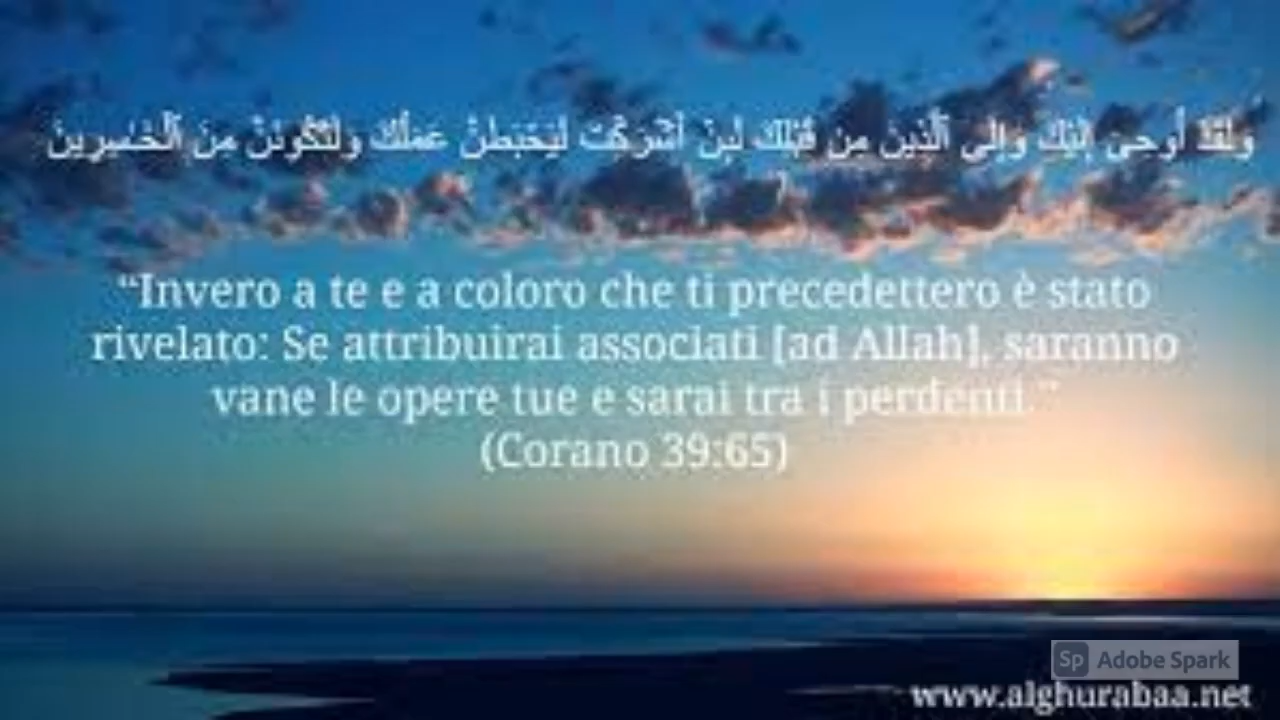 وَلَقَدْ أُوحِىَ إِلَيْكَ وَإِلَى ٱلَّذِينَ مِن قَبْلِكَ لَئِنْ أَشْرَكْتَ لَيَحْبَطَنَّ عَمَلُكَ وَلَتَكُونَنَّ مِنَ ٱلْخَـٰسِرِينَ
“Invero a te e a coloro che ti precedettero è stato
rivelato: Se attribuirai associati [ad Allah], saranno
vane le opere tue e sarai tra i perdenti.”
(Corano 39:65)
Sp Adobe Spark
www.alghurabaa.net